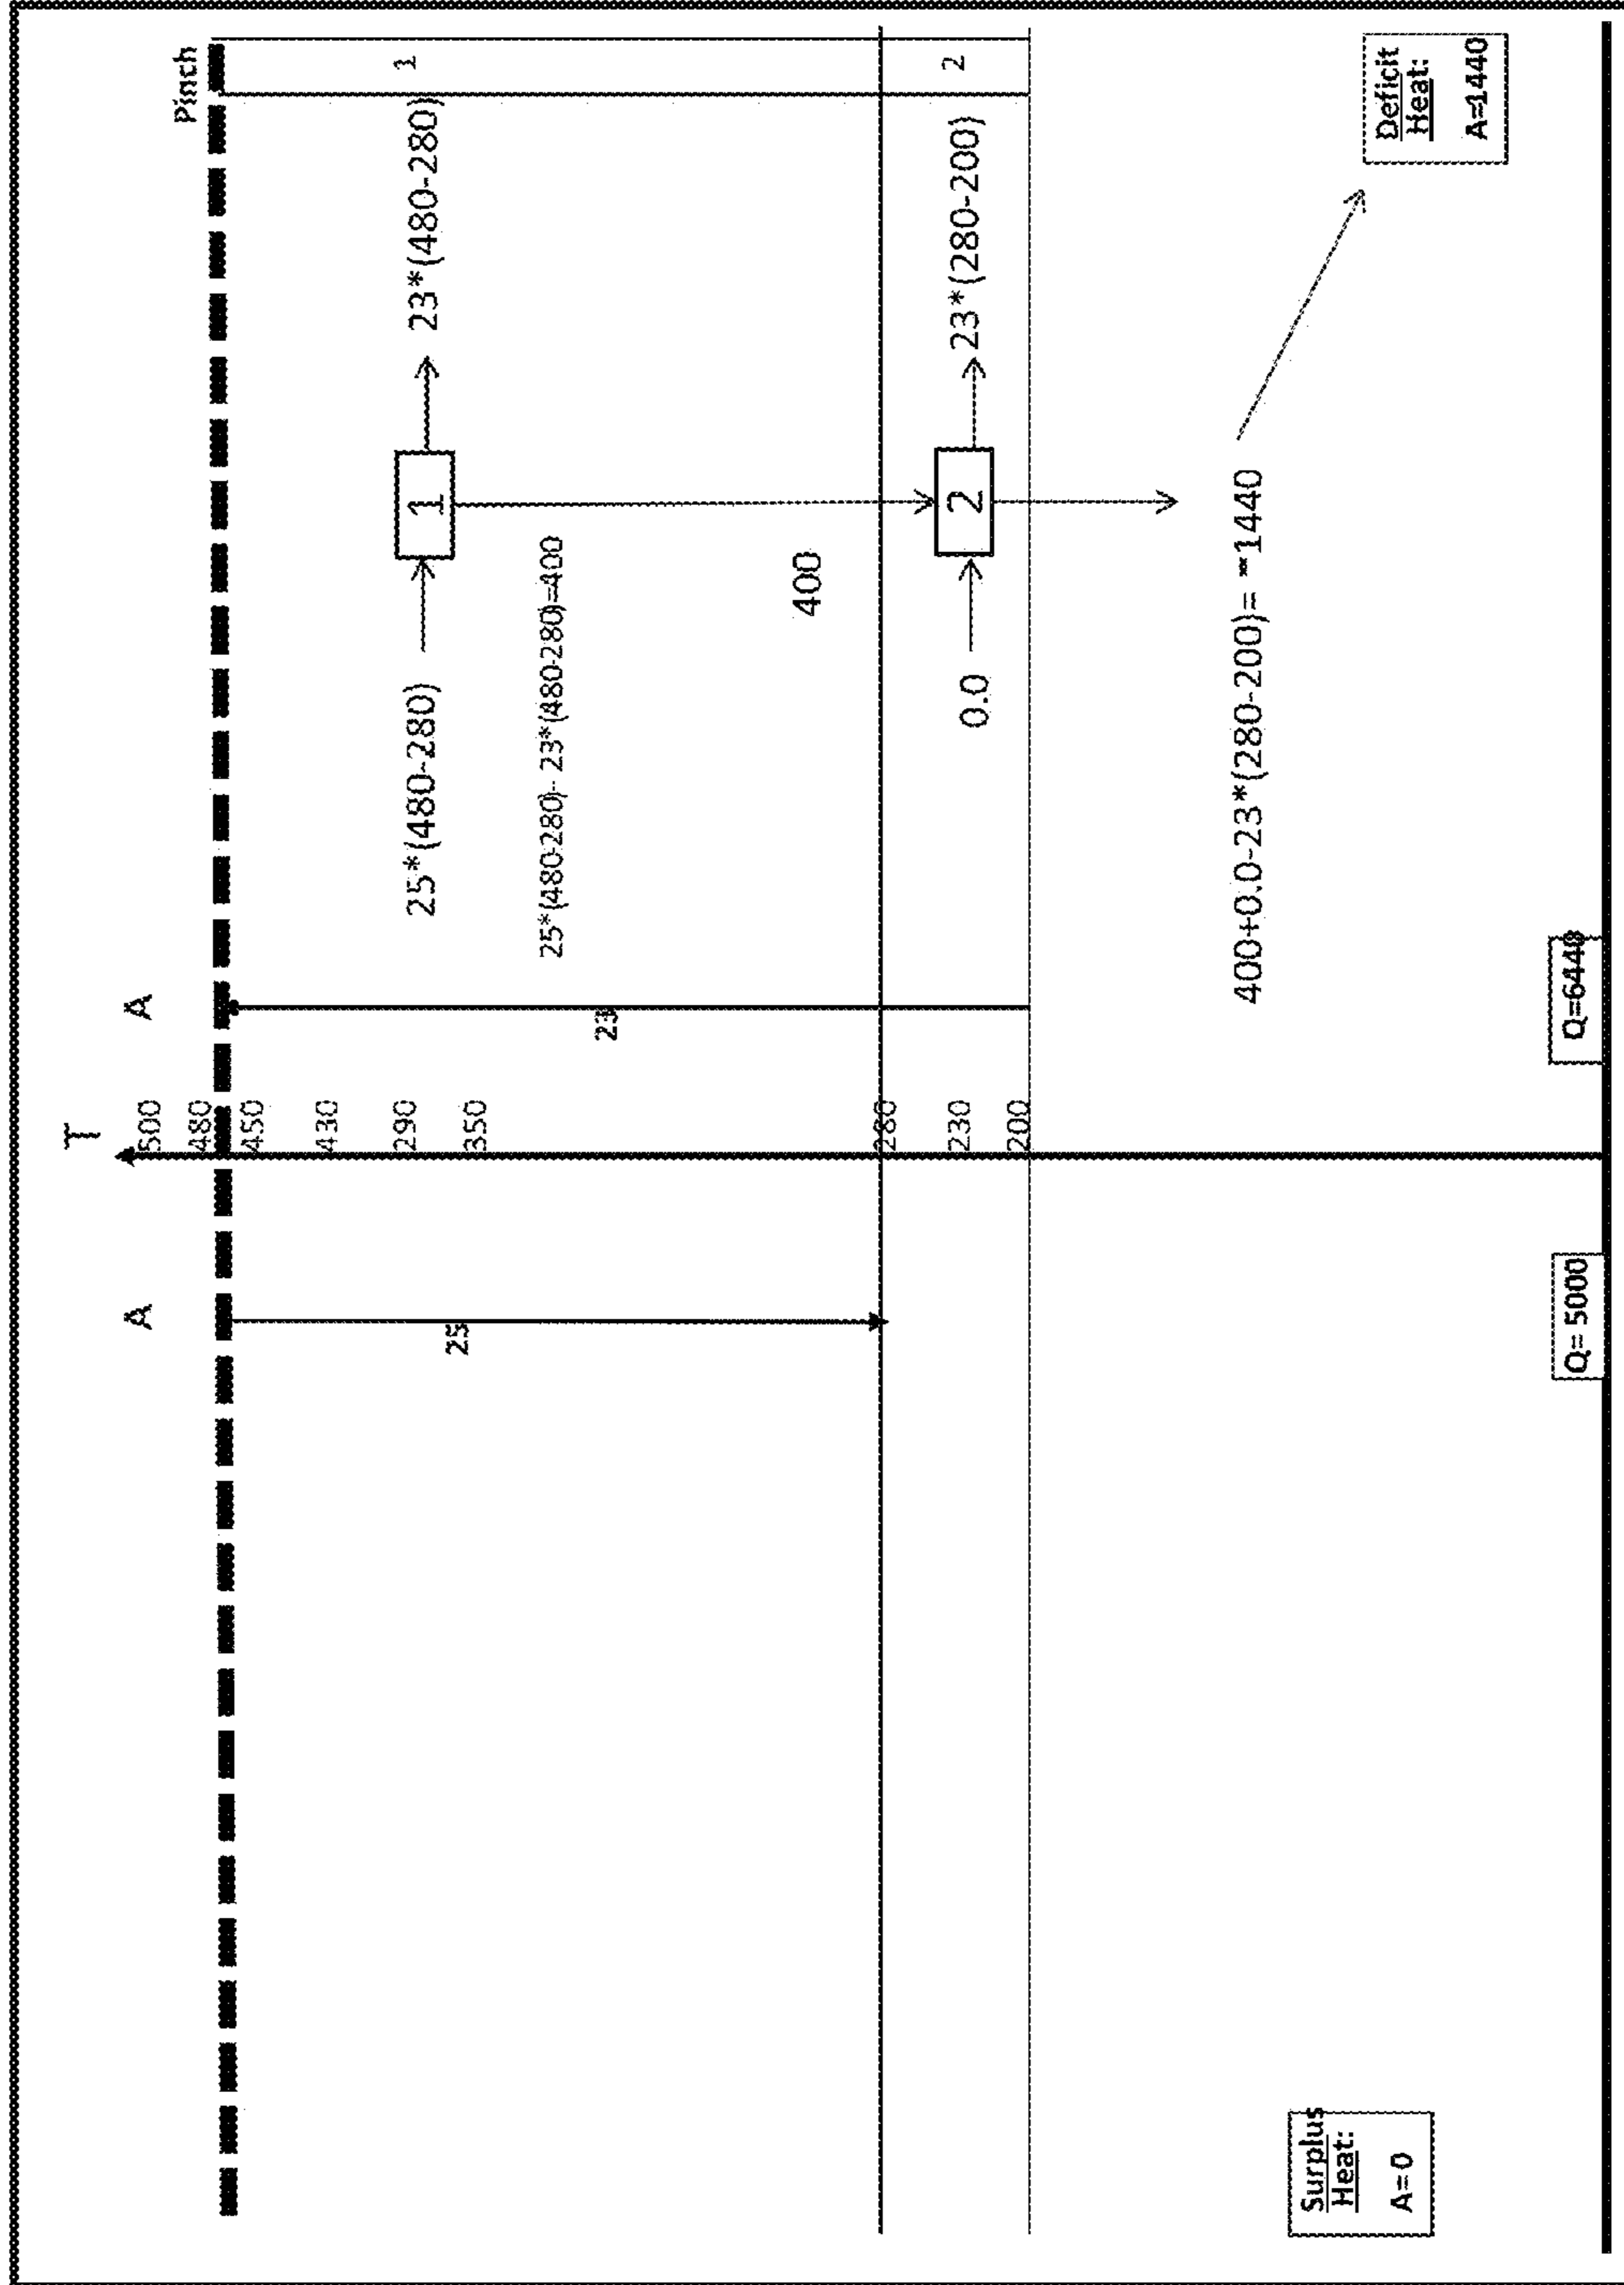 T
A
A
Pinch
500
480
450
430
290
350
280
230
200
25
23
25*(480-280)
1
23*(480-280)
1
25*(480-280)- 23*(480-280)=400
400
0.0
2
23*(280-200)
2
400+0.0-23*(280-200)= -1440
Surplus
Heat:
A=0
Deficit
Heat:
A=1440
Q= 5000
Q=6440